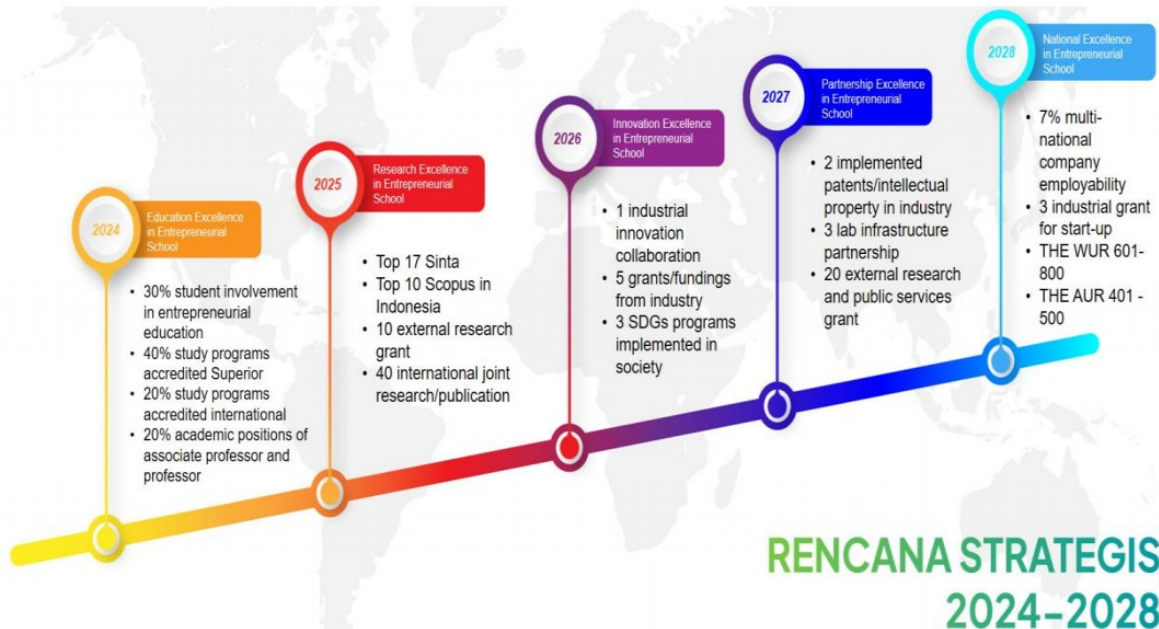 2024
Education Excellence
in Entrepreneurial
School
• 30% student involvement
in entrepreneurial
education
• 40% study programs
accredited Superior
• 20% study programs
accredited international
• 20% academic positions of
associate professor and
professor
2025
Research Excellence
in Entrepreneurial
School
• Top 17 Sinta
• Top 10 Scopus in
Indonesia
• 10 external research
grant
• 40 international joint
research/publication
2026
Innovation Excellence
in Entrepreneurial
School
• 1 industrial
innovation
collaboration
• 5 grants/fundings
from industry
• 3 SDGs programs
implemented in
society
2027
Partnership Excellence
in Entrepreneurial
School
• 2 implemented
patents/intellectual
property in industry
• 3 lab infrastructure
partnership
• 20 external research
and public services
grant
2028
National Excellence
in Entrepreneurial
School
• 7% multi-
national
company
employability
• 3 industrial grant
for start-up
• THE WUR 601-
800
• THE AUR 401 -
500
RENCANA STRATEGIS
2024-2028